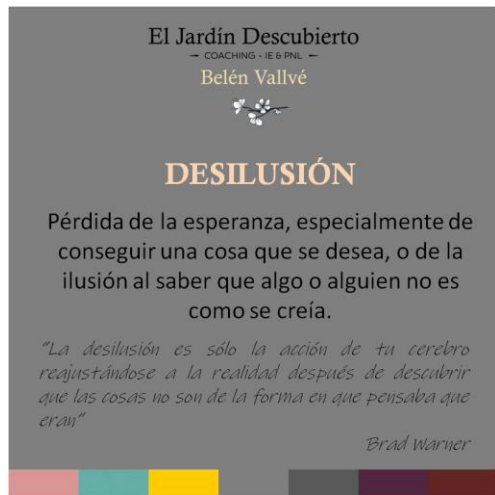 El Jardín Descubierto
COACHING - IE & PNL
Belén Vallvé
DESILUSIÓN
Pérdida de la esperanza, especialmente de
conseguir una cosa que se desea, o de la
ilusión al saber que algo o alguien no es
como se creía.
"La desilusión es sólo la acción de tu cerebro
reajustándose a la realidad después de descubrir
que las cosas no son de la forma en que pensaba que
eran"
Brad Warner